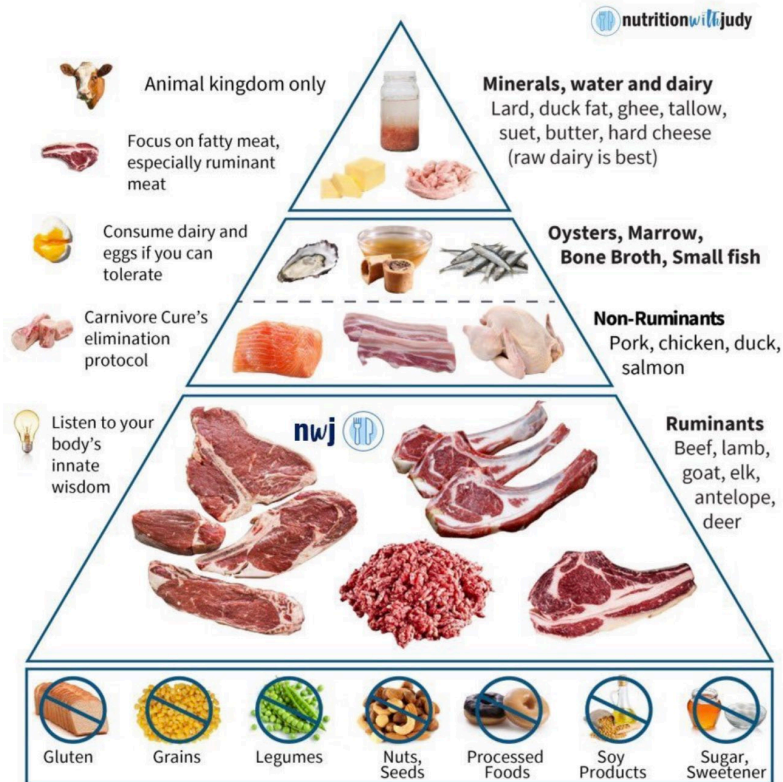 nutritionwithjudy
Animal kingdom only
Focus on fatty meat,
especially ruminant
meat
Consume dairy and
eggs if you can
tolerate
Carnivore Cure's
elimination
protocol
Listen to your
body's
innate
wisdom
Minerals, water and dairy
Lard, duck fat, ghee, tallow,
suet, butter, hard cheese
(raw dairy is best)
Oysters, Marrow,
Bone Broth, Small fish
Non-Ruminants
Pork, chicken, duck,
salmon
nwj
Ruminants
Beef, lamb,
goat, elk,
antelope,
deer
Gluten
Grains
Legumes
Nuts,
Seeds
Processed
Foods
Soy
Products
Sugar,
Sweetener